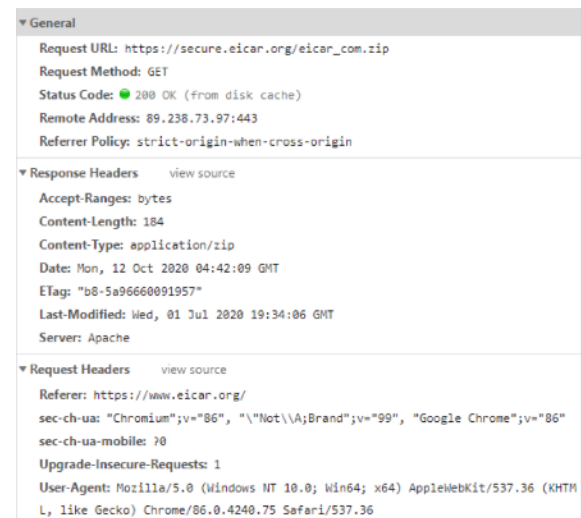 ▼ General
Request URL: https://secure.eicar.org/eicar_com.zip
Request Method: GET
Status Code: 200 OK (from disk cache)
Remote Address: 89.238.73.97:443
Referrer Policy: strict-origin-when-cross-origin
▼ Response Headers view source
Accept-Ranges: bytes
Content-Length: 184
Content-Type: application/zip
Date: Mon, 12 Oct 2020 04:42:09 GMT
ETag: "b8-5a96660091957"
Last-Modified: Wed, 01 Jul 2020 19:34:06 GMT
Server: Apache
▼ Request Headers view source
Referer: https://www.eicar.org/
sec-ch-ua: "Chromium";v="86", "\"Not\\A;Brand";v="99", "Google Chrome";v="86"
sec-ch-ua-mobile: ?0
Upgrade-Insecure-Requests: 1
User-Agent: Mozilla/5.0 (Windows NT 10.0; Win64; x64) AppleWebKit/537.36 (KHTM
L, like Gecko) Chrome/86.0.4240.75 Safari/537.36